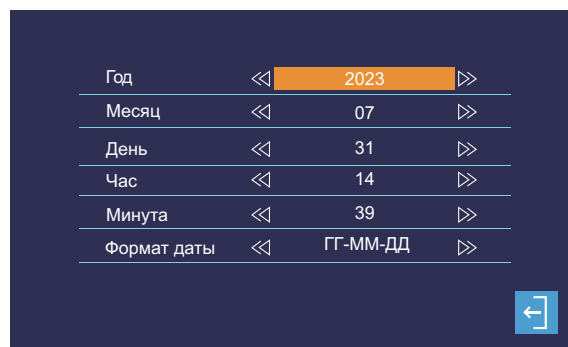 Год 2023
Месяц 07
День 31
Час 14
Минута 39
Формат даты ГГ-ММ-ДД